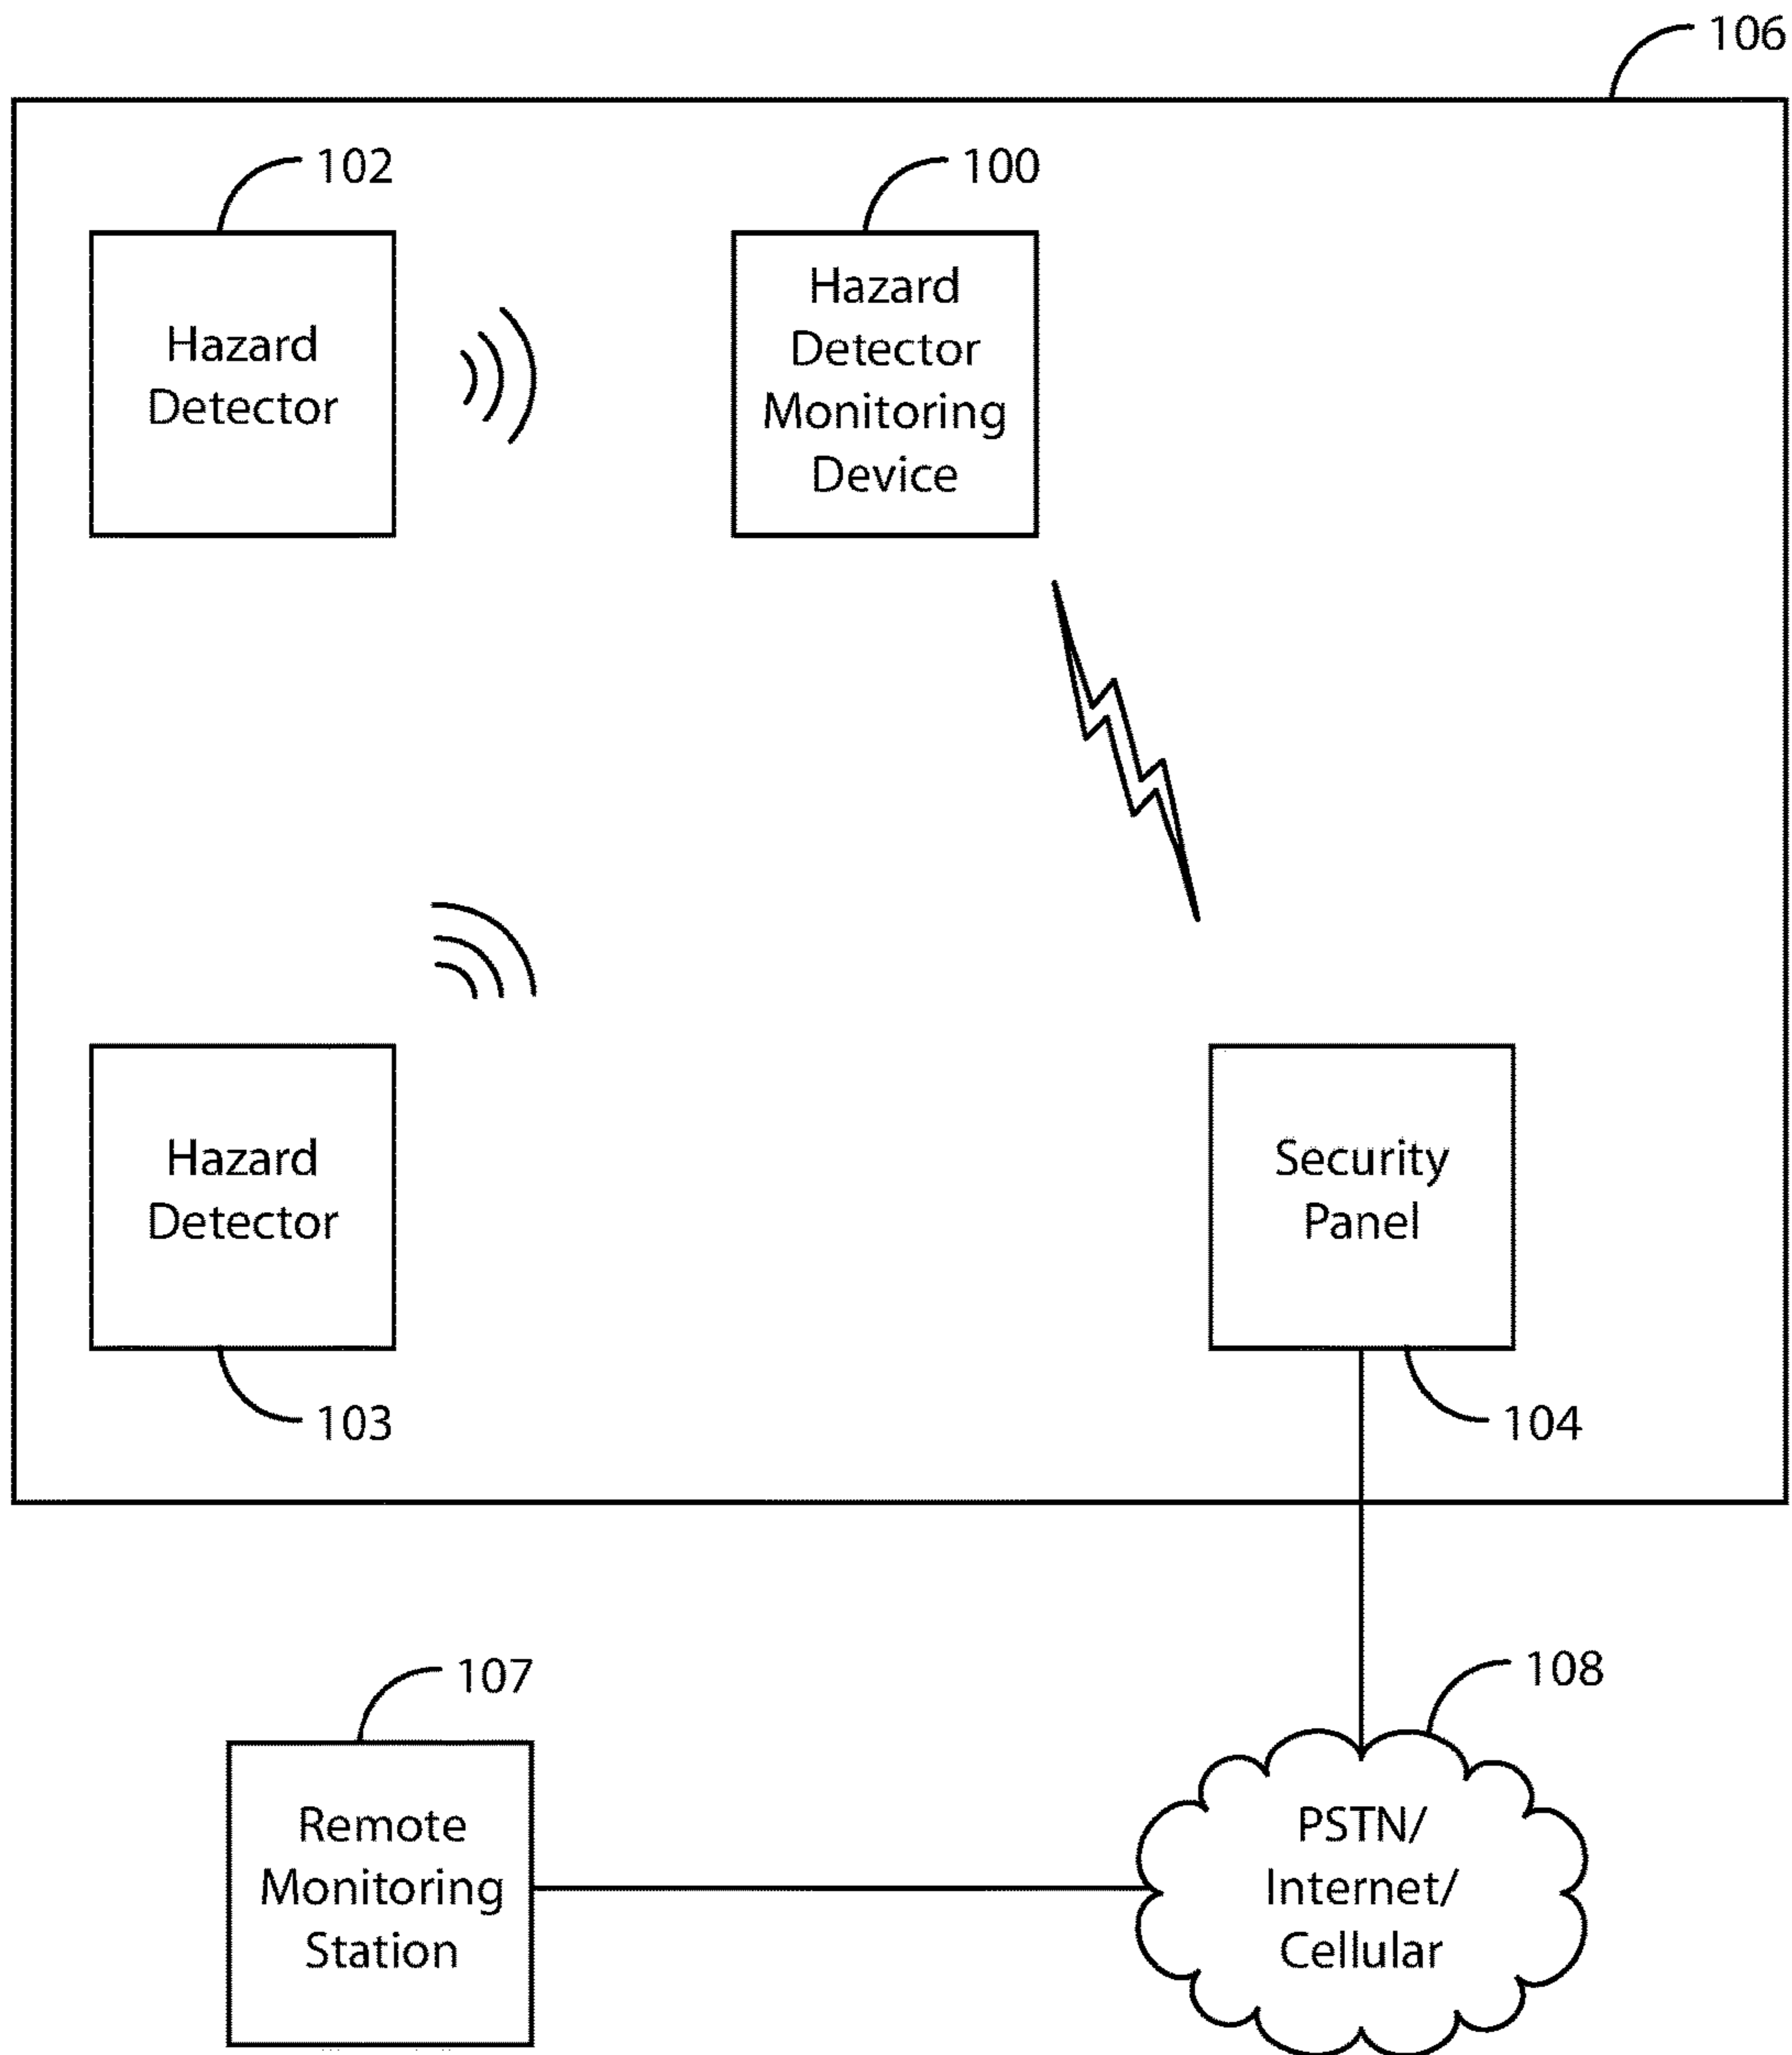 106
102
100
Hazard
Detector
Hazard
Detector
Monitoring
Device
Hazard
Detector
103
Security
Panel
104
107
108
Remote
Monitoring
Station
PSTN/
Internet/
Cellular